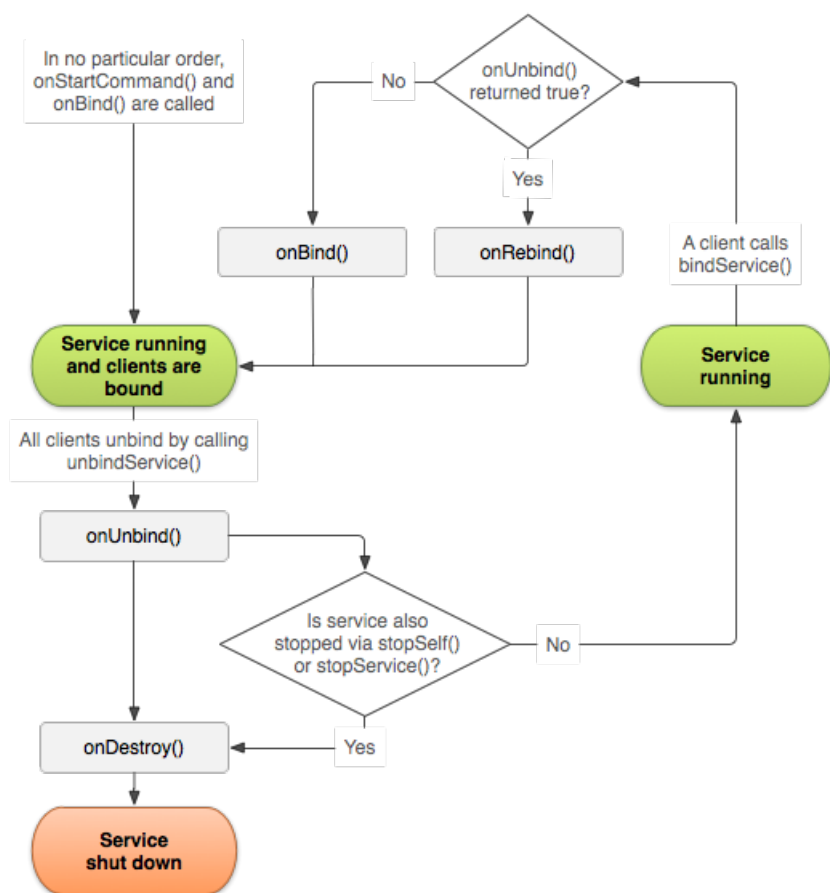 In no particular order,
onStartCommand() and
onBind() are called
No
onUnbind()
returned true?
Yes
onBind()
onRebind()
A client calls
bindService()
Service running
and clients are
bound
Service
running
All clients unbind by calling
unbindService()
onUnbind()
Is service also
stopped via stopSelf()
or stopService()?
No
Yes
onDestroy()
Service
shut down